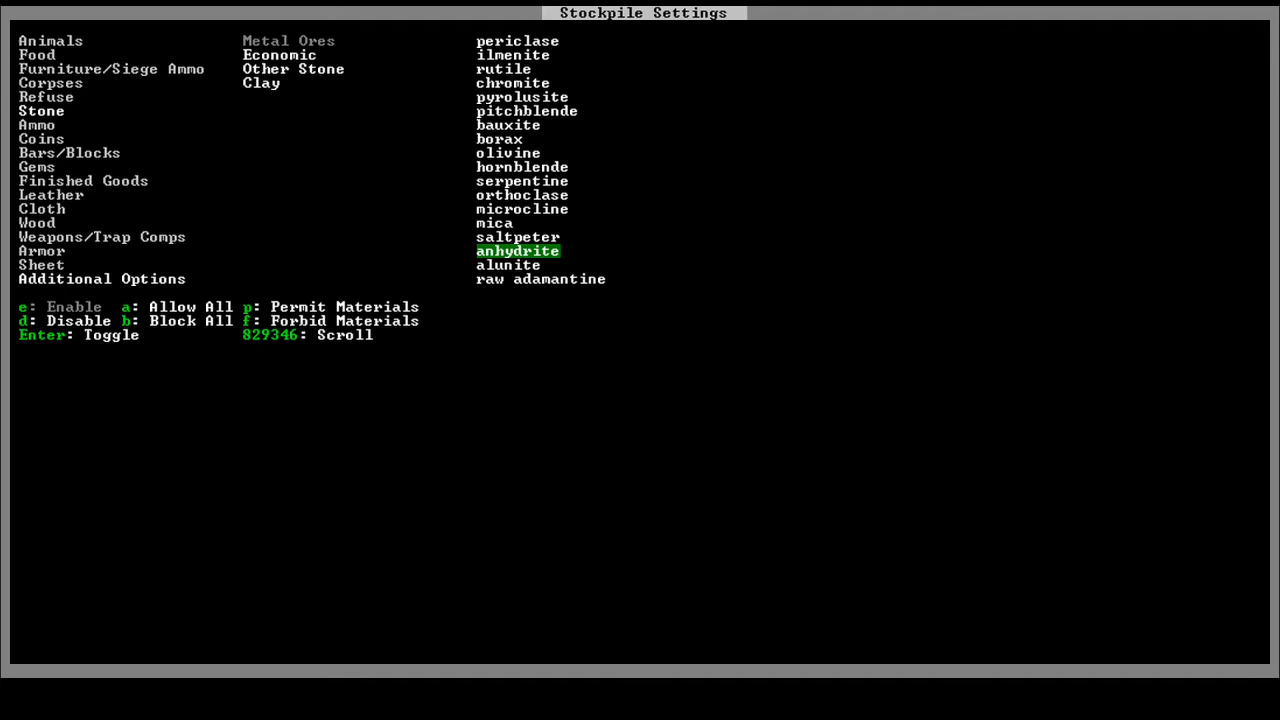 Stockpile Settings
Animals Metal Ores periclase
Food Economic ilmenite
Furniture/Siege Ammo Other Stone rutile
Corpses Clay chromite
Refuse pyrolusite
Stone pitchblende
Ammo bauxite
Coins borax
Bars/Blocks olivine
Gems hornblende
Finished Goods serpentine
Leather orthoclase
Cloth microcline
Wood mica
Weapons/Trap Comps saltpeter
Armor anhydrite
Sheet alunite
Additional Options raw adamantine
e: Enable a: Allow All p: Permit Materials
d: Disable b: Block All f: Forbid Materials
Enter: Toggle 829346: Scroll